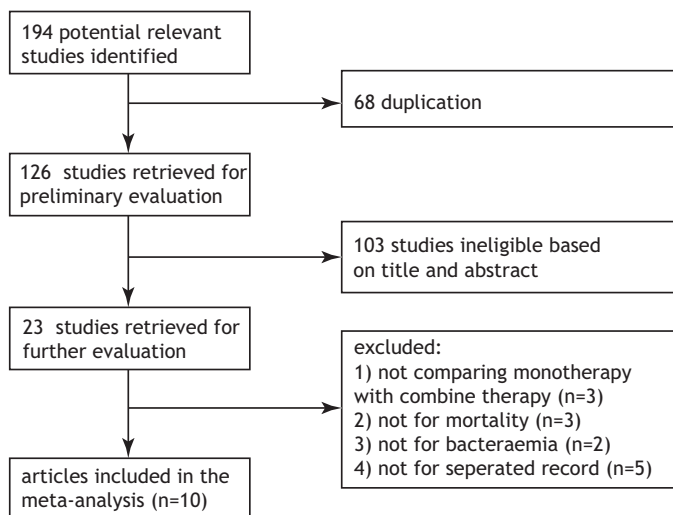 194 potential relevant
studies identified
68 duplication
126 studies retrieved for
preliminary evaluation
103 studies ineligible based
on title and abstract
23 studies retrieved for
further evaluation
excluded:
1) not comparing monotherapy
with combine therapy (n=3)
2) not for mortality (n=3)
3) not for bacteraemia (n=2)
4) not for seperated record (n=5)
articles included in the
meta-analysis (n=10)